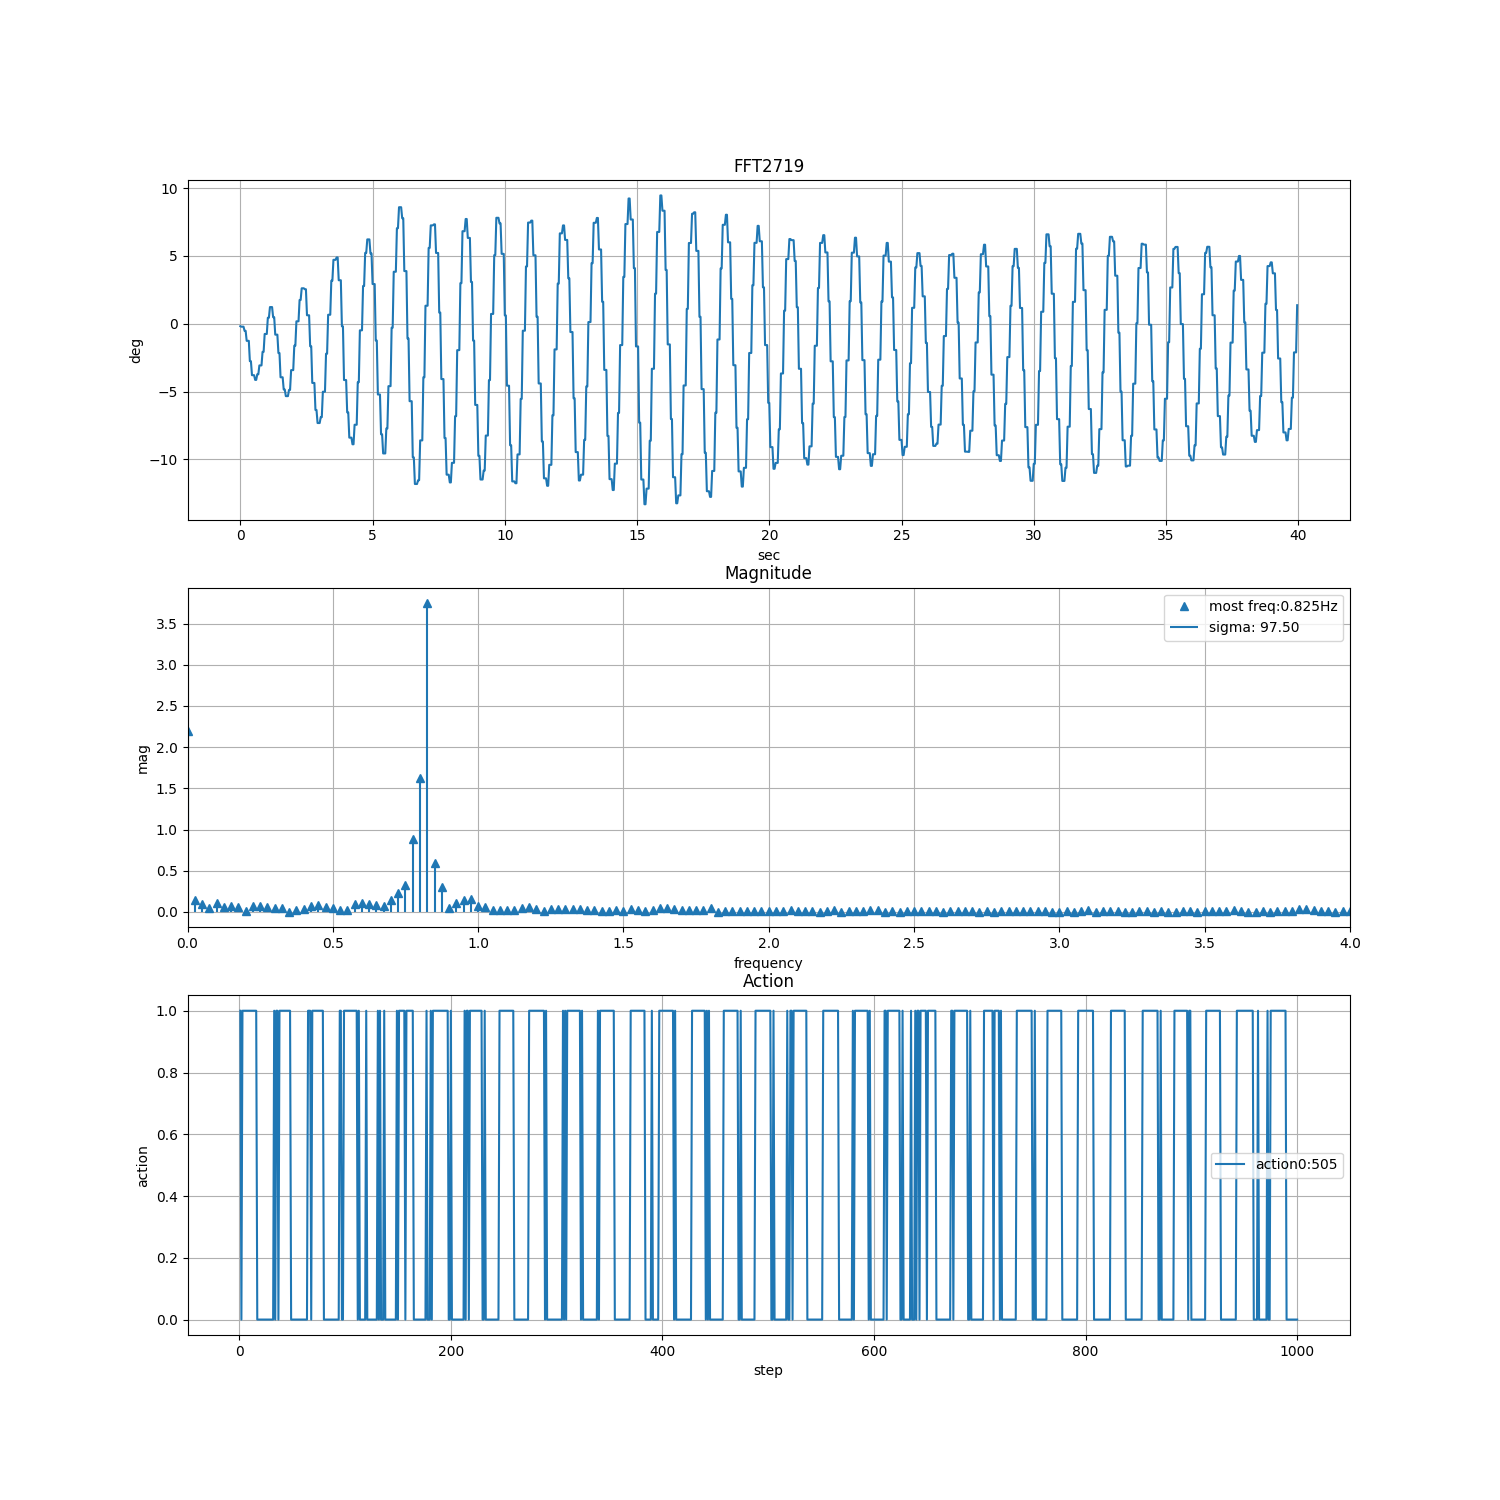 FFT2719
10
5
0
−5
−10
deg
0 5 10 15 20 25 30 35 40
sec
Magnitude
most freq:0.825Hz
sigma: 97.50
3.5
3.0
2.5
2.0
1.5
1.0
0.5
0.0
mag
0.0 0.5 1.0 1.5 2.0 2.5 3.0 3.5 4.0
frequency
Action
1.0
0.8
0.6
0.4
0.2
0.0
action
action0:505
0 200 400 600 800 1000
step